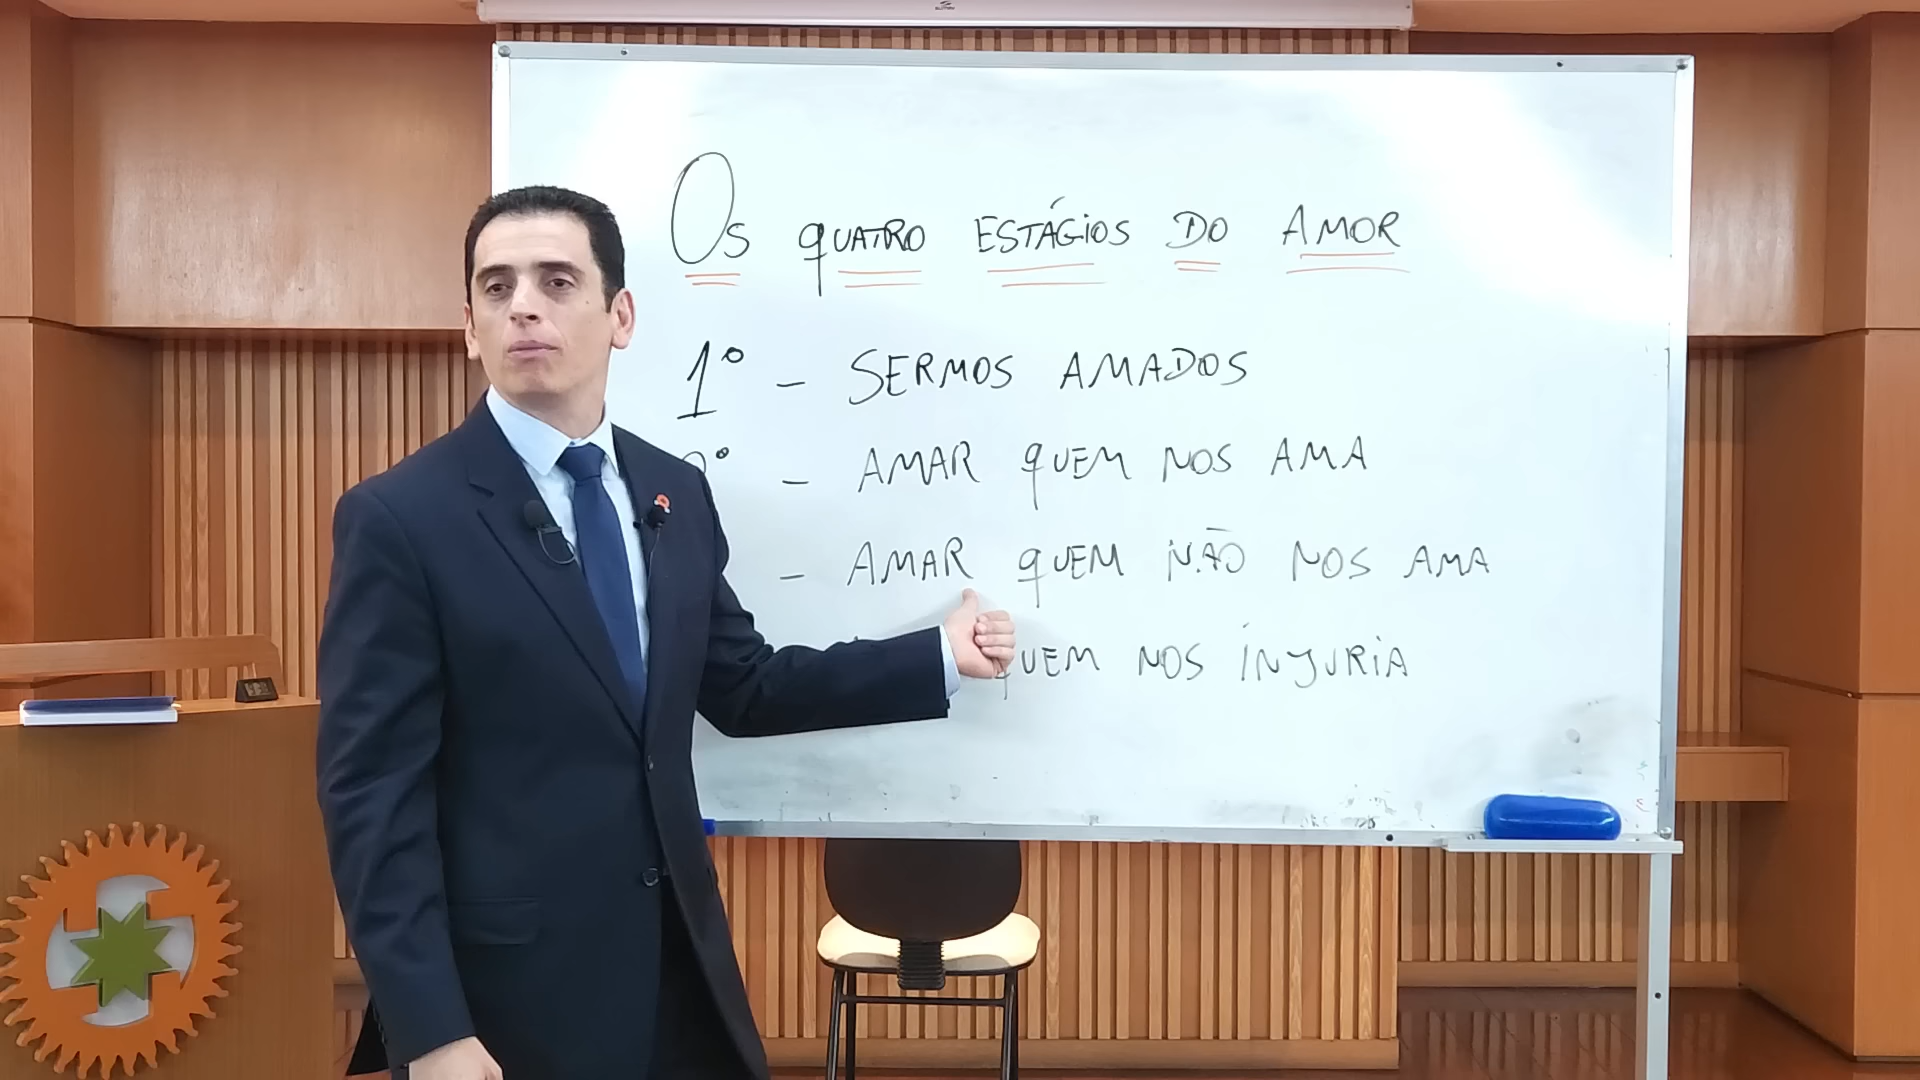 Os QUATRO ESTÁGIOS DO AMOR
1º - SERMOS AMADOS
- AMAR QUEM NOS AMA
- AMAR QUEM NÃO NOS AMA
QUEM NOS INJURIA